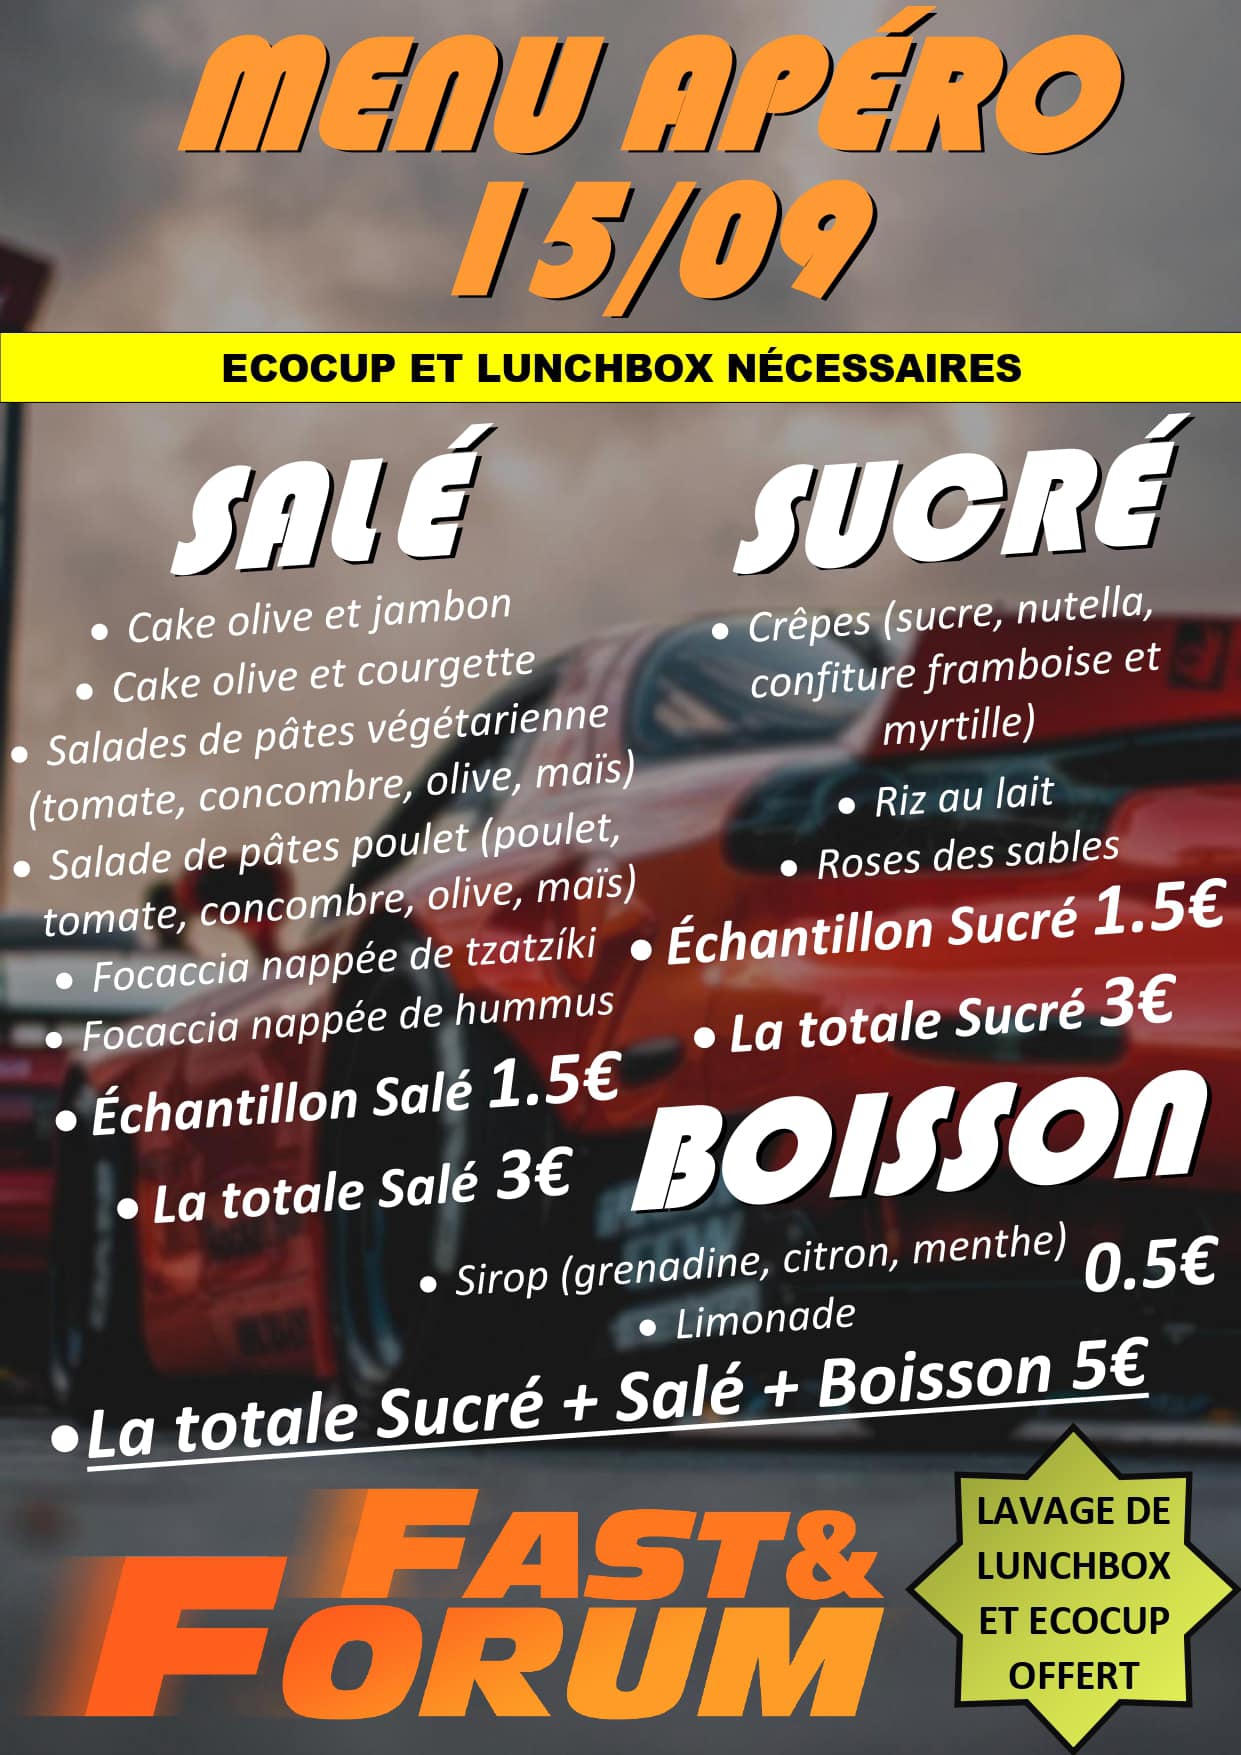 MENU APÉRO
15/09
ECOCUP ET LUNCHBOX NÉCESSAIRES
SALÉ
• Cake olive et jambon
• Cake olive et courgette
• Salades de pâtes végétarienne
(tomate, concombre, olive, maïs)
• Salade de pâtes poulet (poulet,
tomate, concombre, olive, maïs)
• Focaccia nappée de tzatzíki
• Focaccia nappée de hummus
• Échantillon Salé 1.5€
• La totale Salé 3€
SUCRÉ
• Crêpes (sucre, nutella,
confiture framboise et
myrtille)
• Riz au lait
• Roses des sables
• Échantillon Sucré 1.5€
• La totale Sucré 3€
BOISSON
• Sirop (grenadine, citron, menthe) 0.5€
• Limonade
• La totale Sucré + Salé + Boisson 5€
FAST&
FORUM
LAVAGE DE
LUNCHBOX
ET ECOCUP
OFFERT